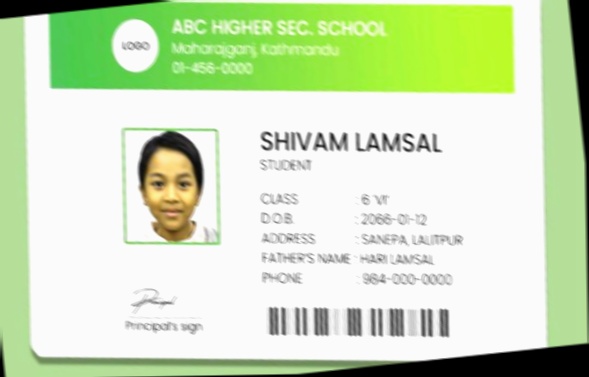 LOGO
ABC HIGHER SEC. SCHOOL
Maharajganj, Kathmandu
01-456-0000
SHIVAM LAMSAL
STUDENT
CLASS : 6 'VI'
D.O.B. : 2066-01-12
ADDRESS : SANEPA, LALITPUR
FATHER'S NAME : HARI LAMSAL
PHONE : 984-000-0000
Principal
Principal's sign